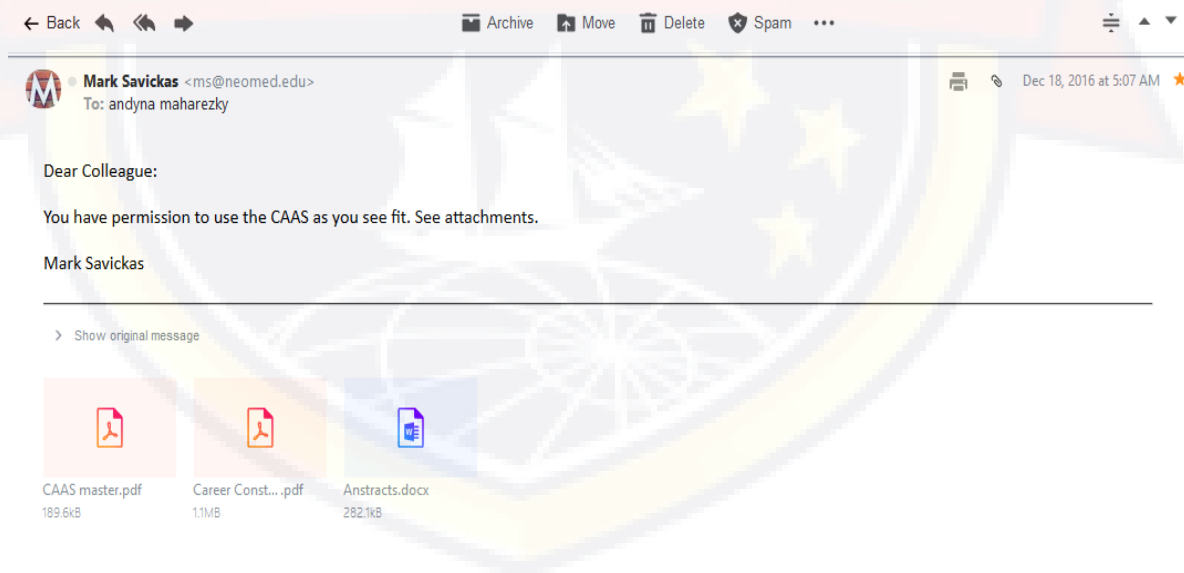 Back Archive Move Delete Spam
Mark Savickas <ms@neomed.edu> Dec 18, 2016 at 5:07 AM
To: andyna maharezky
Dear Colleague:
You have permission to use the CAAS as you see fit. See attachments.
Mark Savickas
Show original message
CAAS master.pdf Career Const... .pdf Anstracts.docx
189.6kB 1.1MB 282.1kB